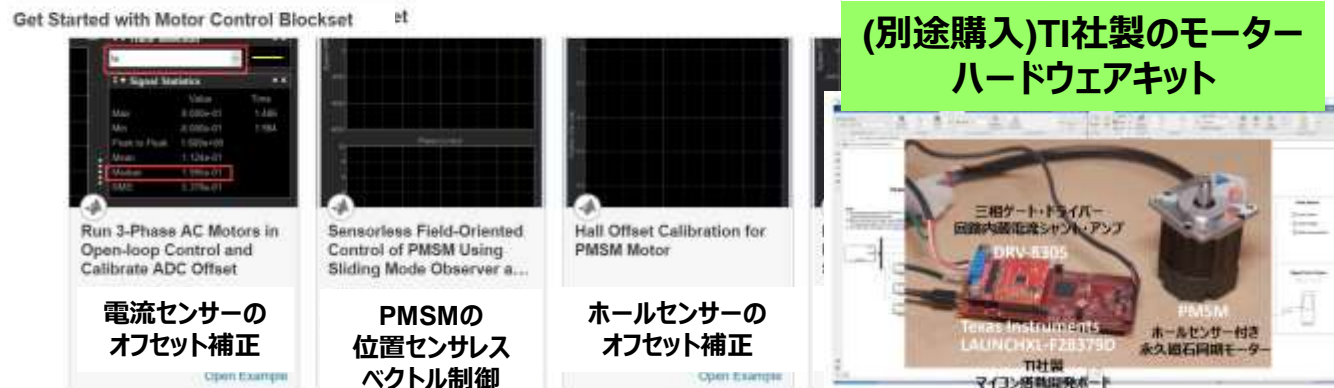 Get Started with Motor Control Blockset
et
(別途購入)TI社製のモーター
ハードウェアキット
Signal Statistics
Value
Time
Max
Min
Peak to Peak
Mean
Median
RMS
Run 3-Phase AC Motors in
Open-loop Control and
Calibrate ADC Offset
電流センサーの
オフセット補正
Open Example
Sensorless Field-Oriented
Control of PMSM Using
Sliding Mode Observer a...
PMSMの
位置センサレス
ベクトル制御
Hall Offset Calibration for
PMSM Motor
ホールセンサーの
オフセット補正
Open Example
三相ゲート・ドライバー
回路内蔵電流シャント・アンプ
DRV-8305
Texas Instruments
LAUNCHXL-F28379D
TI社製
マイコン搭載開発ボード
PMSM
ホールセンサー付き
永久磁石同期モーター